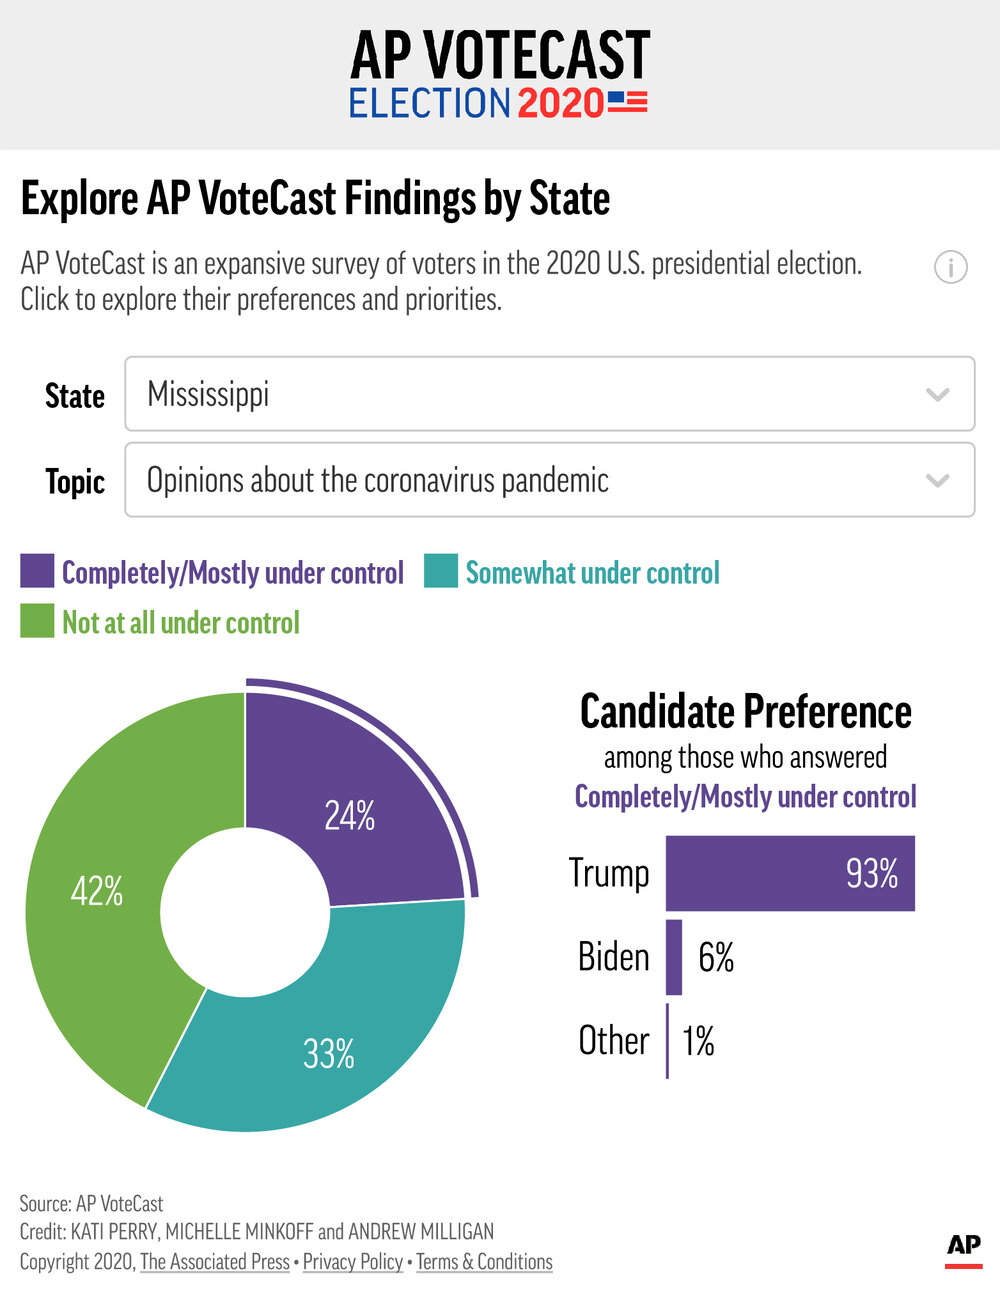 AP VOTECAST
ELECTION 2020
Explore AP VoteCast Findings by State
AP VoteCast is an expansive survey of voters in the 2020 U.S. presidential election.
Click to explore their preferences and priorities.
i
State
Mississippi
Topic
Opinions about the coronavirus pandemic
Completely/Mostly under control
Somewhat under control
Not at all under control
24%
42%
33%
Candidate Preference
among those who answered
Completely/Mostly under control
Trump 93%
Biden 6%
Other 1%
Source: AP VoteCast
Credit: KATI PERRY, MICHELLE MINKOFF and ANDREW MILLIGAN
Copyright 2020, The Associated Press • Privacy Policy • Terms & Conditions
AP